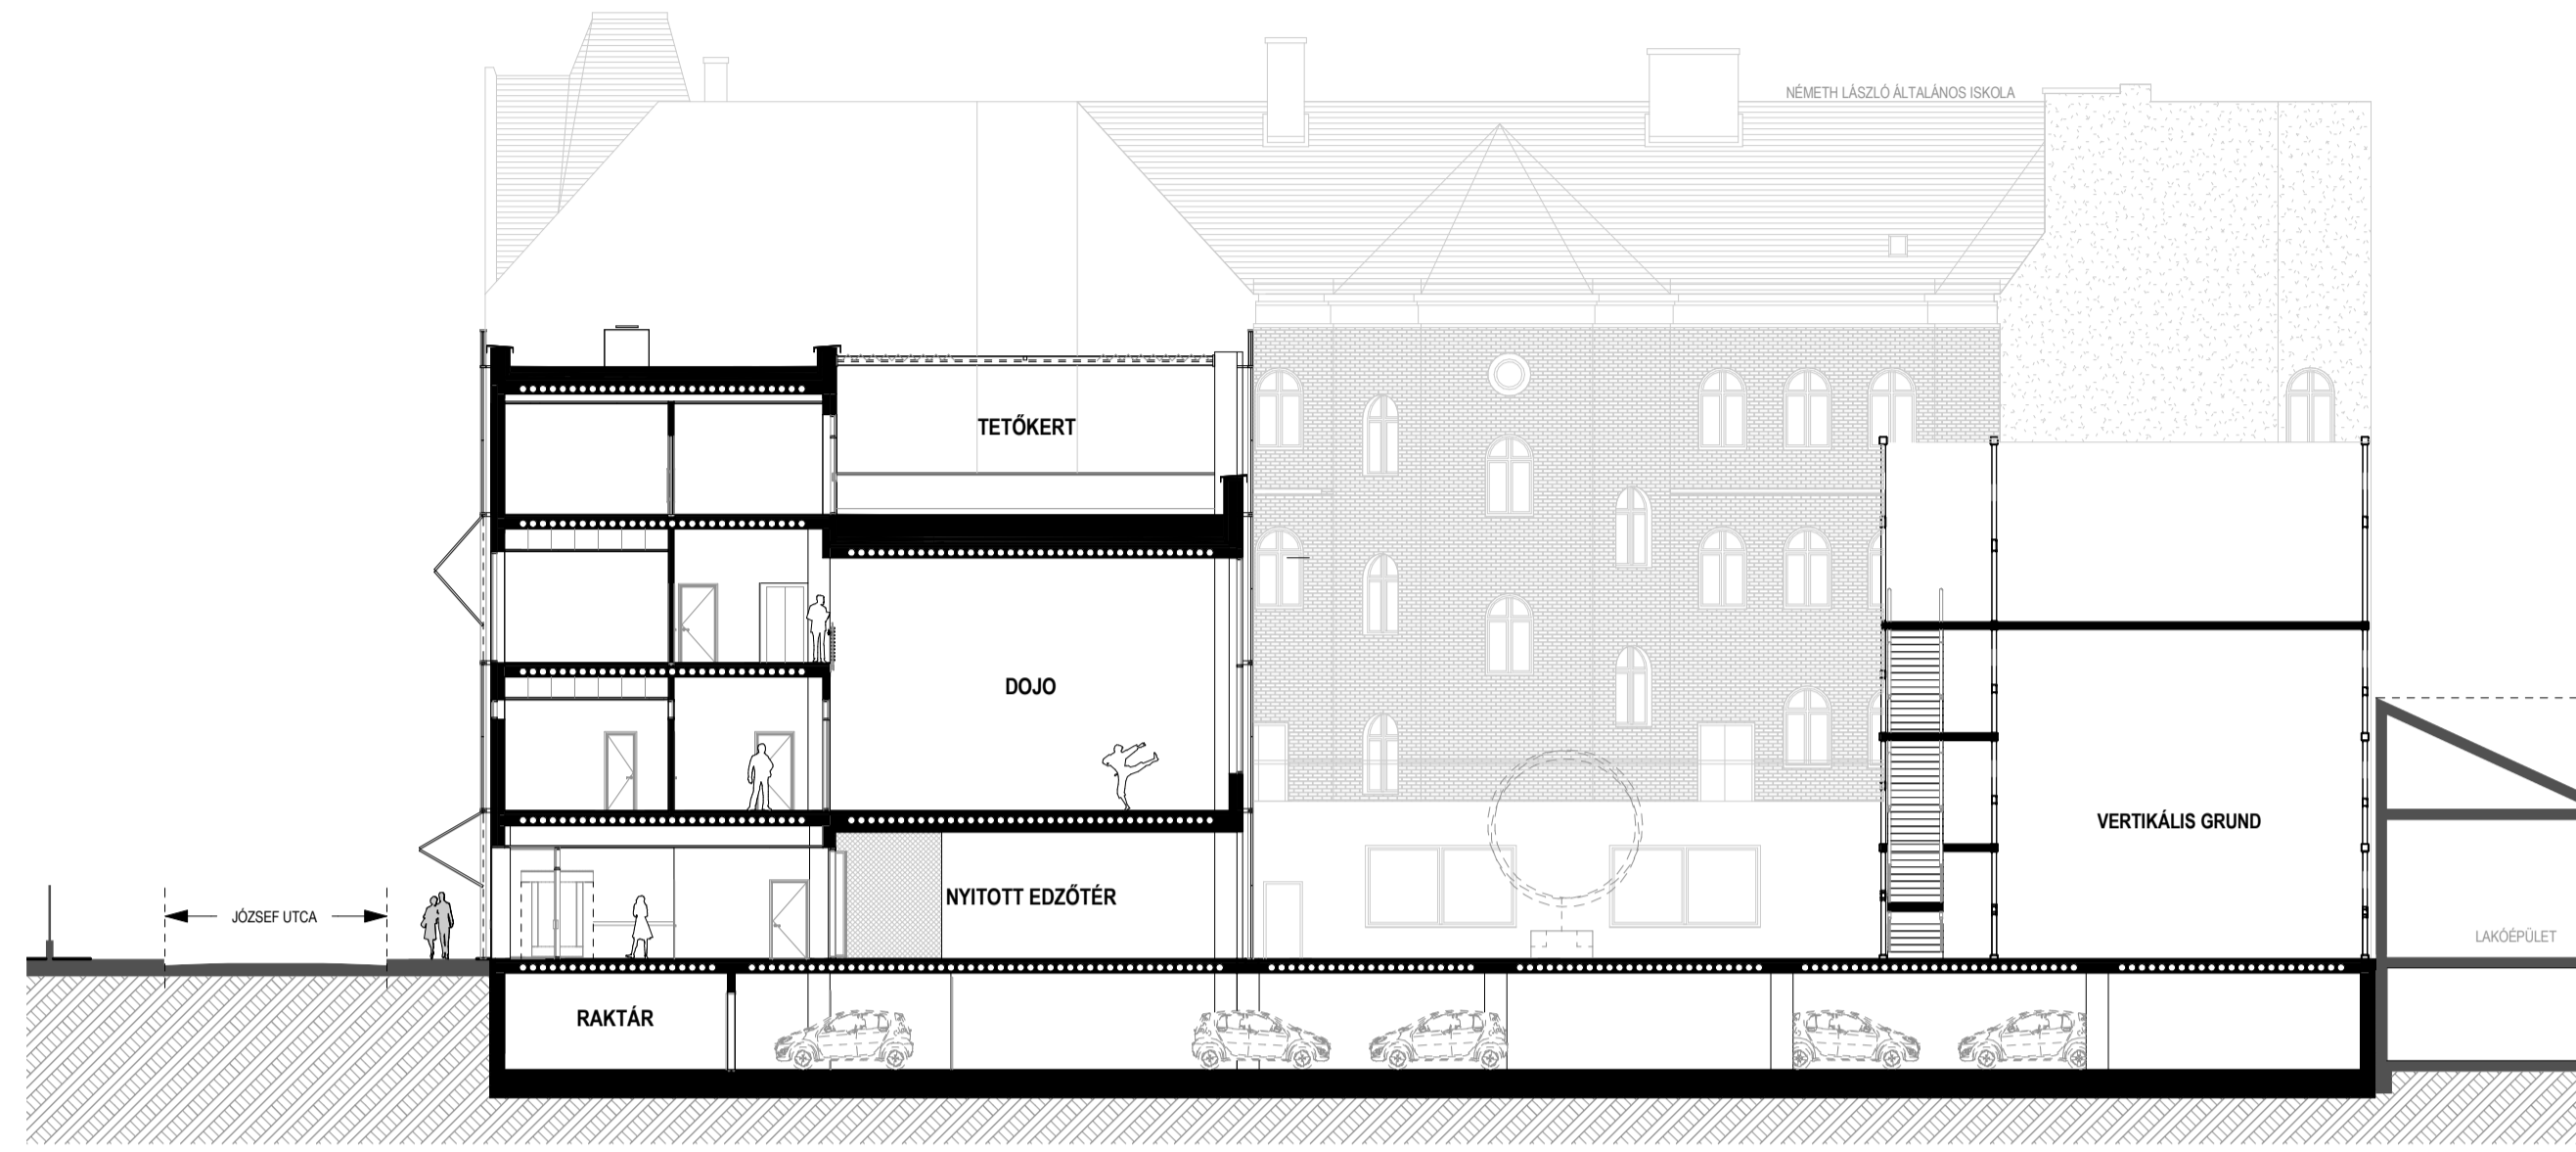 NÉMETH LÁSZLÓ ÁLTALÁNOS ISKOLA
TETŐKERT
DOJO
VERTIKÁLIS GRUND
NYITOTT EDZŐTÉR
JÓZSEF UTCA
LAKÓÉPÜLET
RAKTÁR